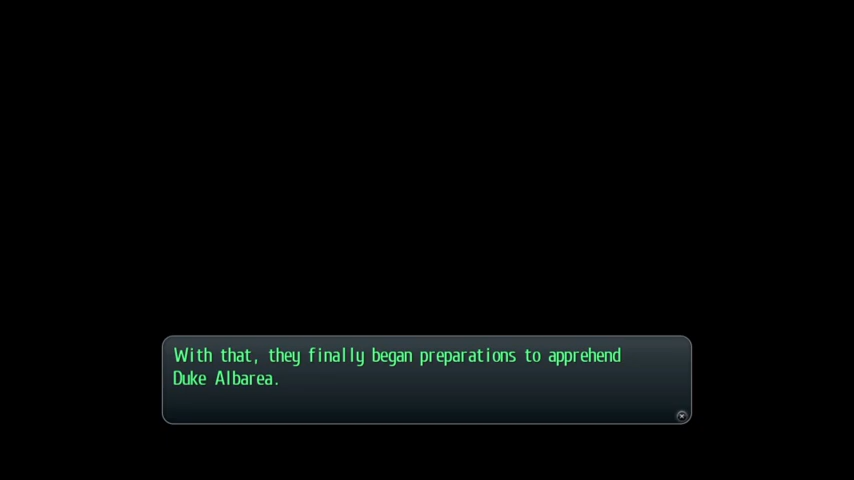 With that, they finally began preparations to apprehend
Duke Albarea.